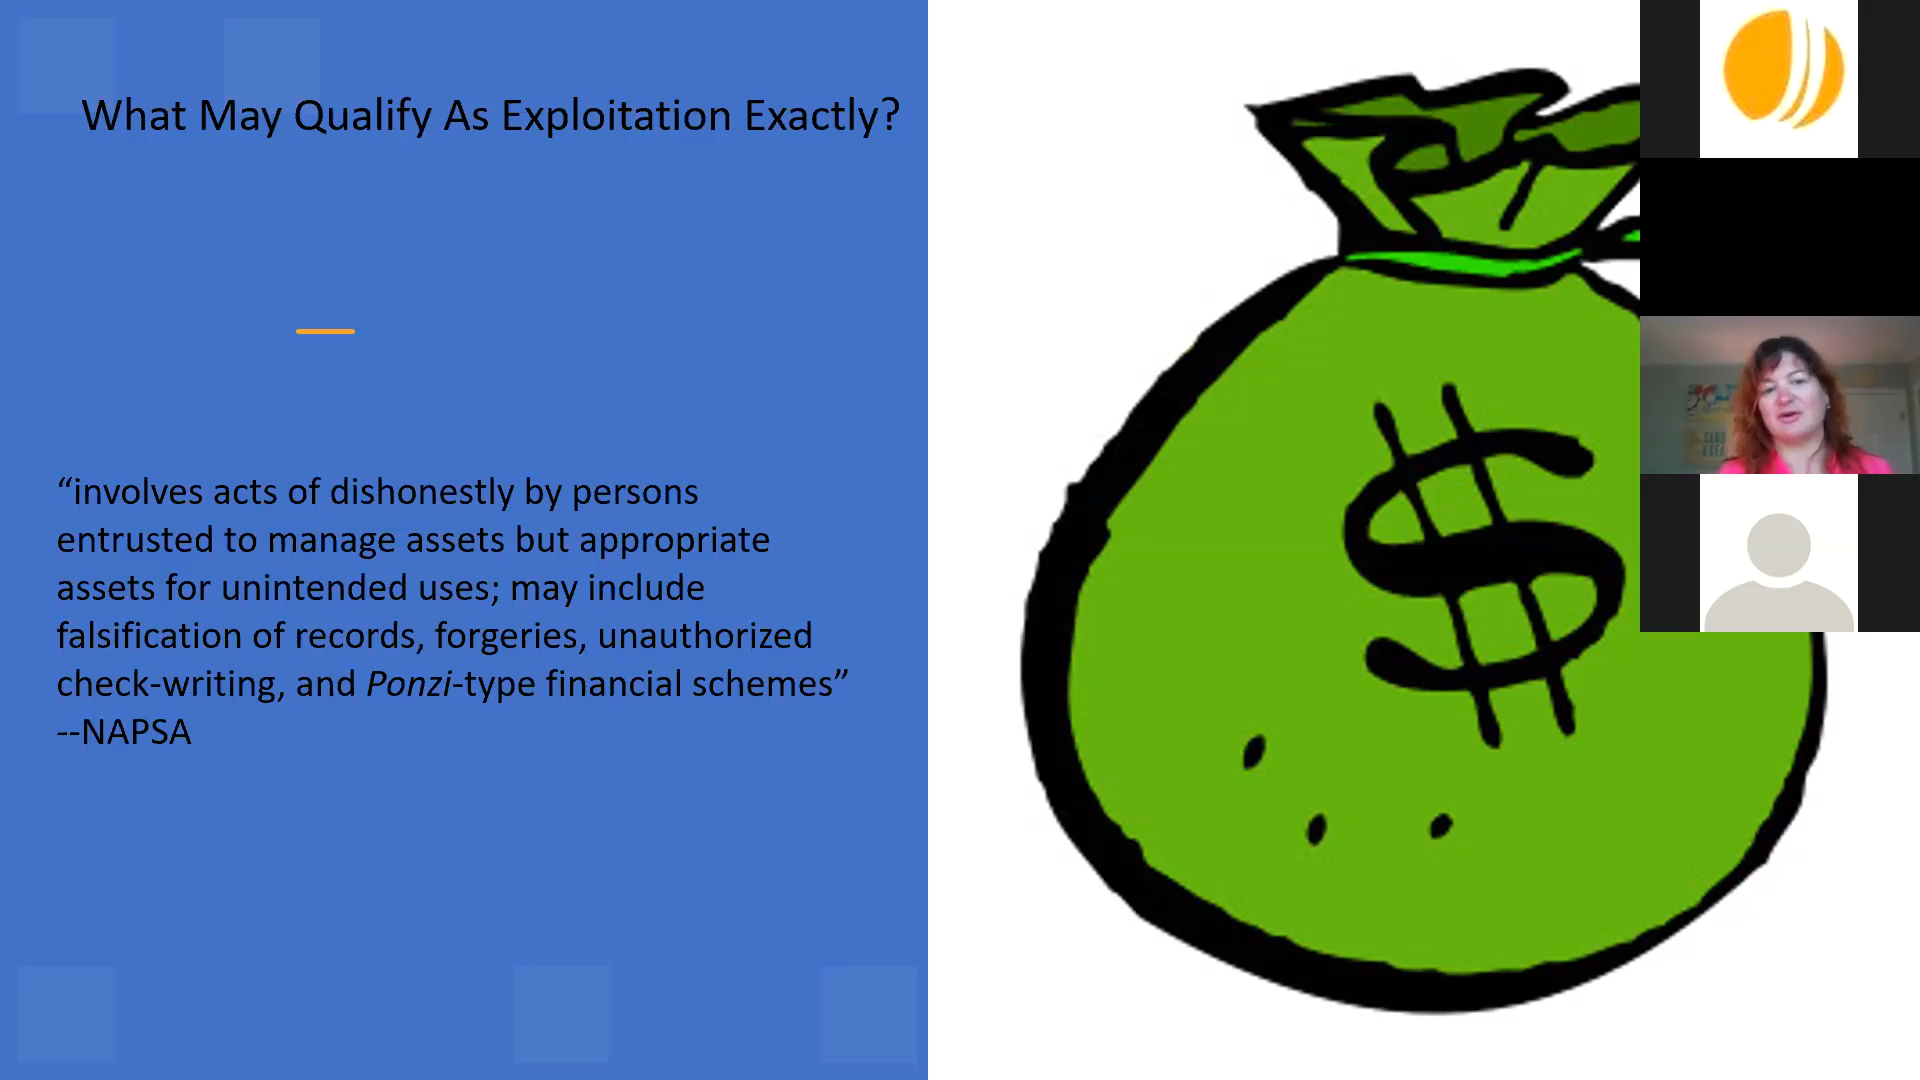 What May Qualify As Exploitation Exactly?
“involves acts of dishonestly by persons
entrusted to manage assets but appropriate
assets for unintended uses; may include
falsification of records, forgeries, unauthorized
check-writing, and Ponzi-type financial schemes”
--NAPSA
$